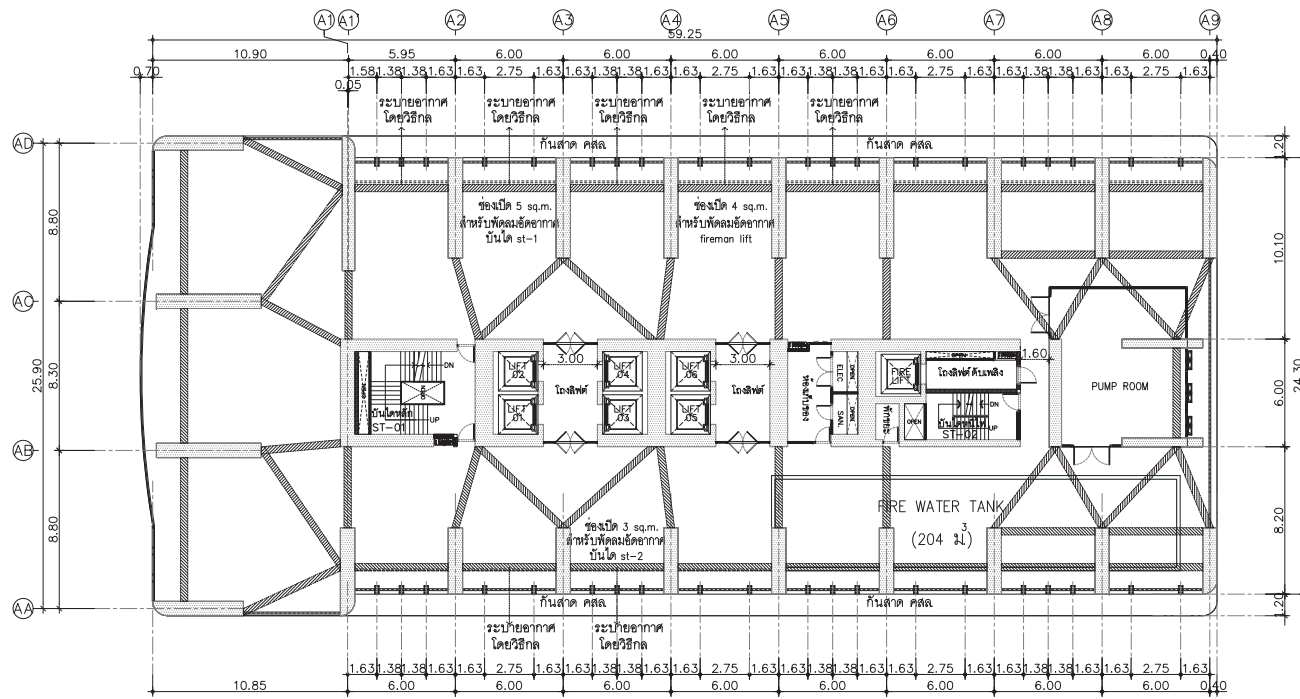 A1 A1' A2 A3 A4 A5 A6 A7 A8 A9
59.25
10.90 5.95 6.00 6.00 6.00 6.00 6.00 6.00 6.00 0.40
0.70 1.58 1.38 1.38 1.63 1.63 2.75 1.63 1.63 1.38 1.38 1.63 1.63 2.75 1.63 1.63 1.38 1.38 1.63 1.63 2.75 1.63 1.63 1.38 1.38 1.63 1.63 2.75 1.63
0.05
ระบายอากาศ ระบายอากาศ ระบายอากาศ ระบายอากาศ ระบายอากาศ
โดยวิธีกล โดยวิธีกล โดยวิธีกล โดยวิธีกล โดยวิธีกล
AD
กันสาด คสล. กันสาด คสล.
1.20
ช่องเปิด 5 sq.m. ช่องเปิด 4 sq.m.
สำหรับพัดลมอัดอากาศ สำหรับพัดลมอัดอากาศ
บันได st-1 fireman lift
8.80 10.10
AC
DN
OPEN
UP
บันไดหลัก
ST-01
LIFT 02
LIFT 01
3.00
โถงลิฟต์
LIFT 04
LIFT 03
LIFT 06
LIFT 05
3.00
โถงลิฟต์
ELEC
OPEN
SAN.
OPEN
FIRE LIFT
OPEN
OPEN
โถงลิฟต์ดับเพลิง
DN
UP
บันไดหนีไฟ
ST-02
1.60
PUMP ROOM
25.90 8.30 6.00 24.30
AB
8.80 8.20
FIRE WATER TANK
(204 ม.3)
ช่องเปิด 3 sq.m.
สำหรับพัดลมอัดอากาศ
บันได st-2
AA
กันสาด คสล. กันสาด คสล.
1.20
ระบายอากาศ ระบายอากาศ
โดยวิธีกล โดยวิธีกล
1.63 1.38 1.38 1.63 1.63 2.75 1.63 1.63 1.38 1.38 1.63 1.63 2.75 1.63 1.63 1.38 1.38 1.63 1.63 2.75 1.63 1.63 1.38 1.38 1.63 1.63 2.75 1.63
10.85 6.00 6.00 6.00 6.00 6.00 6.00 6.00 6.00 0.40